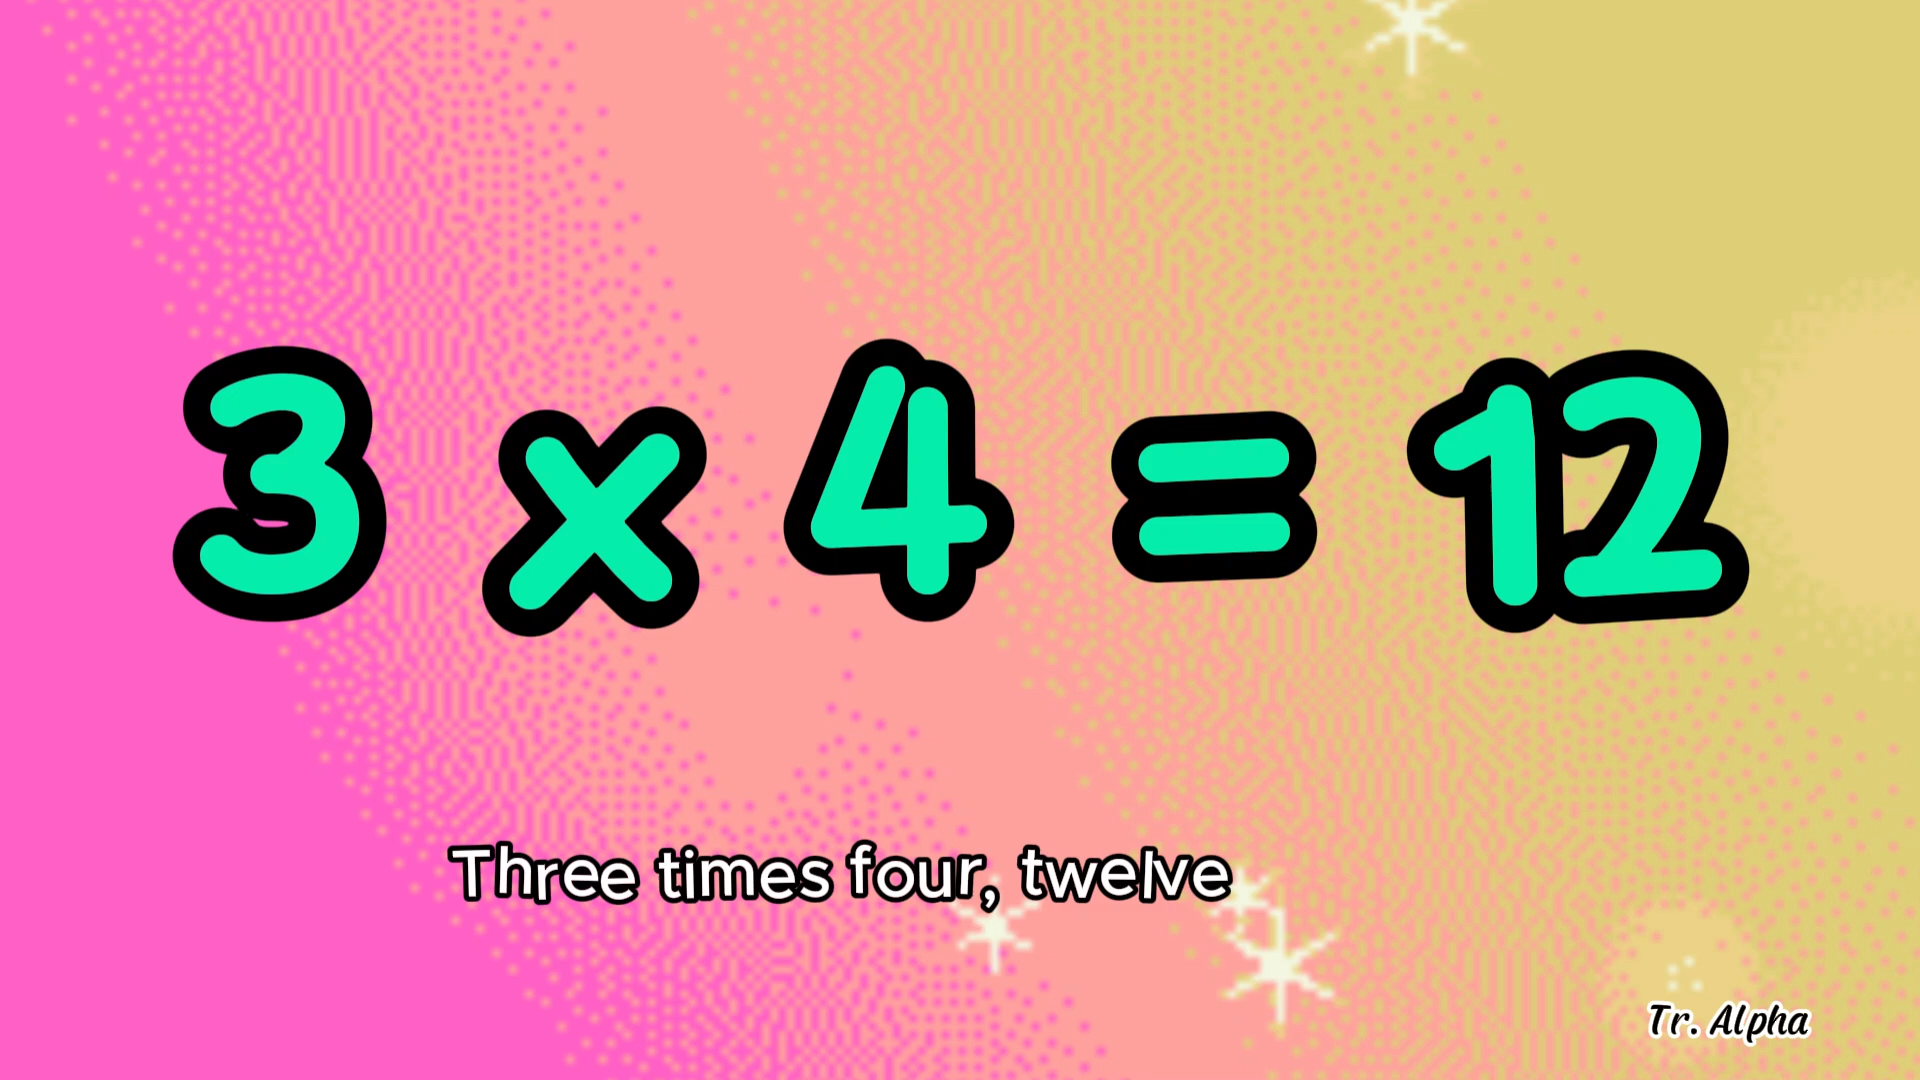 3 x 4 = 12
Three times four, twelve
Tr. Alpha